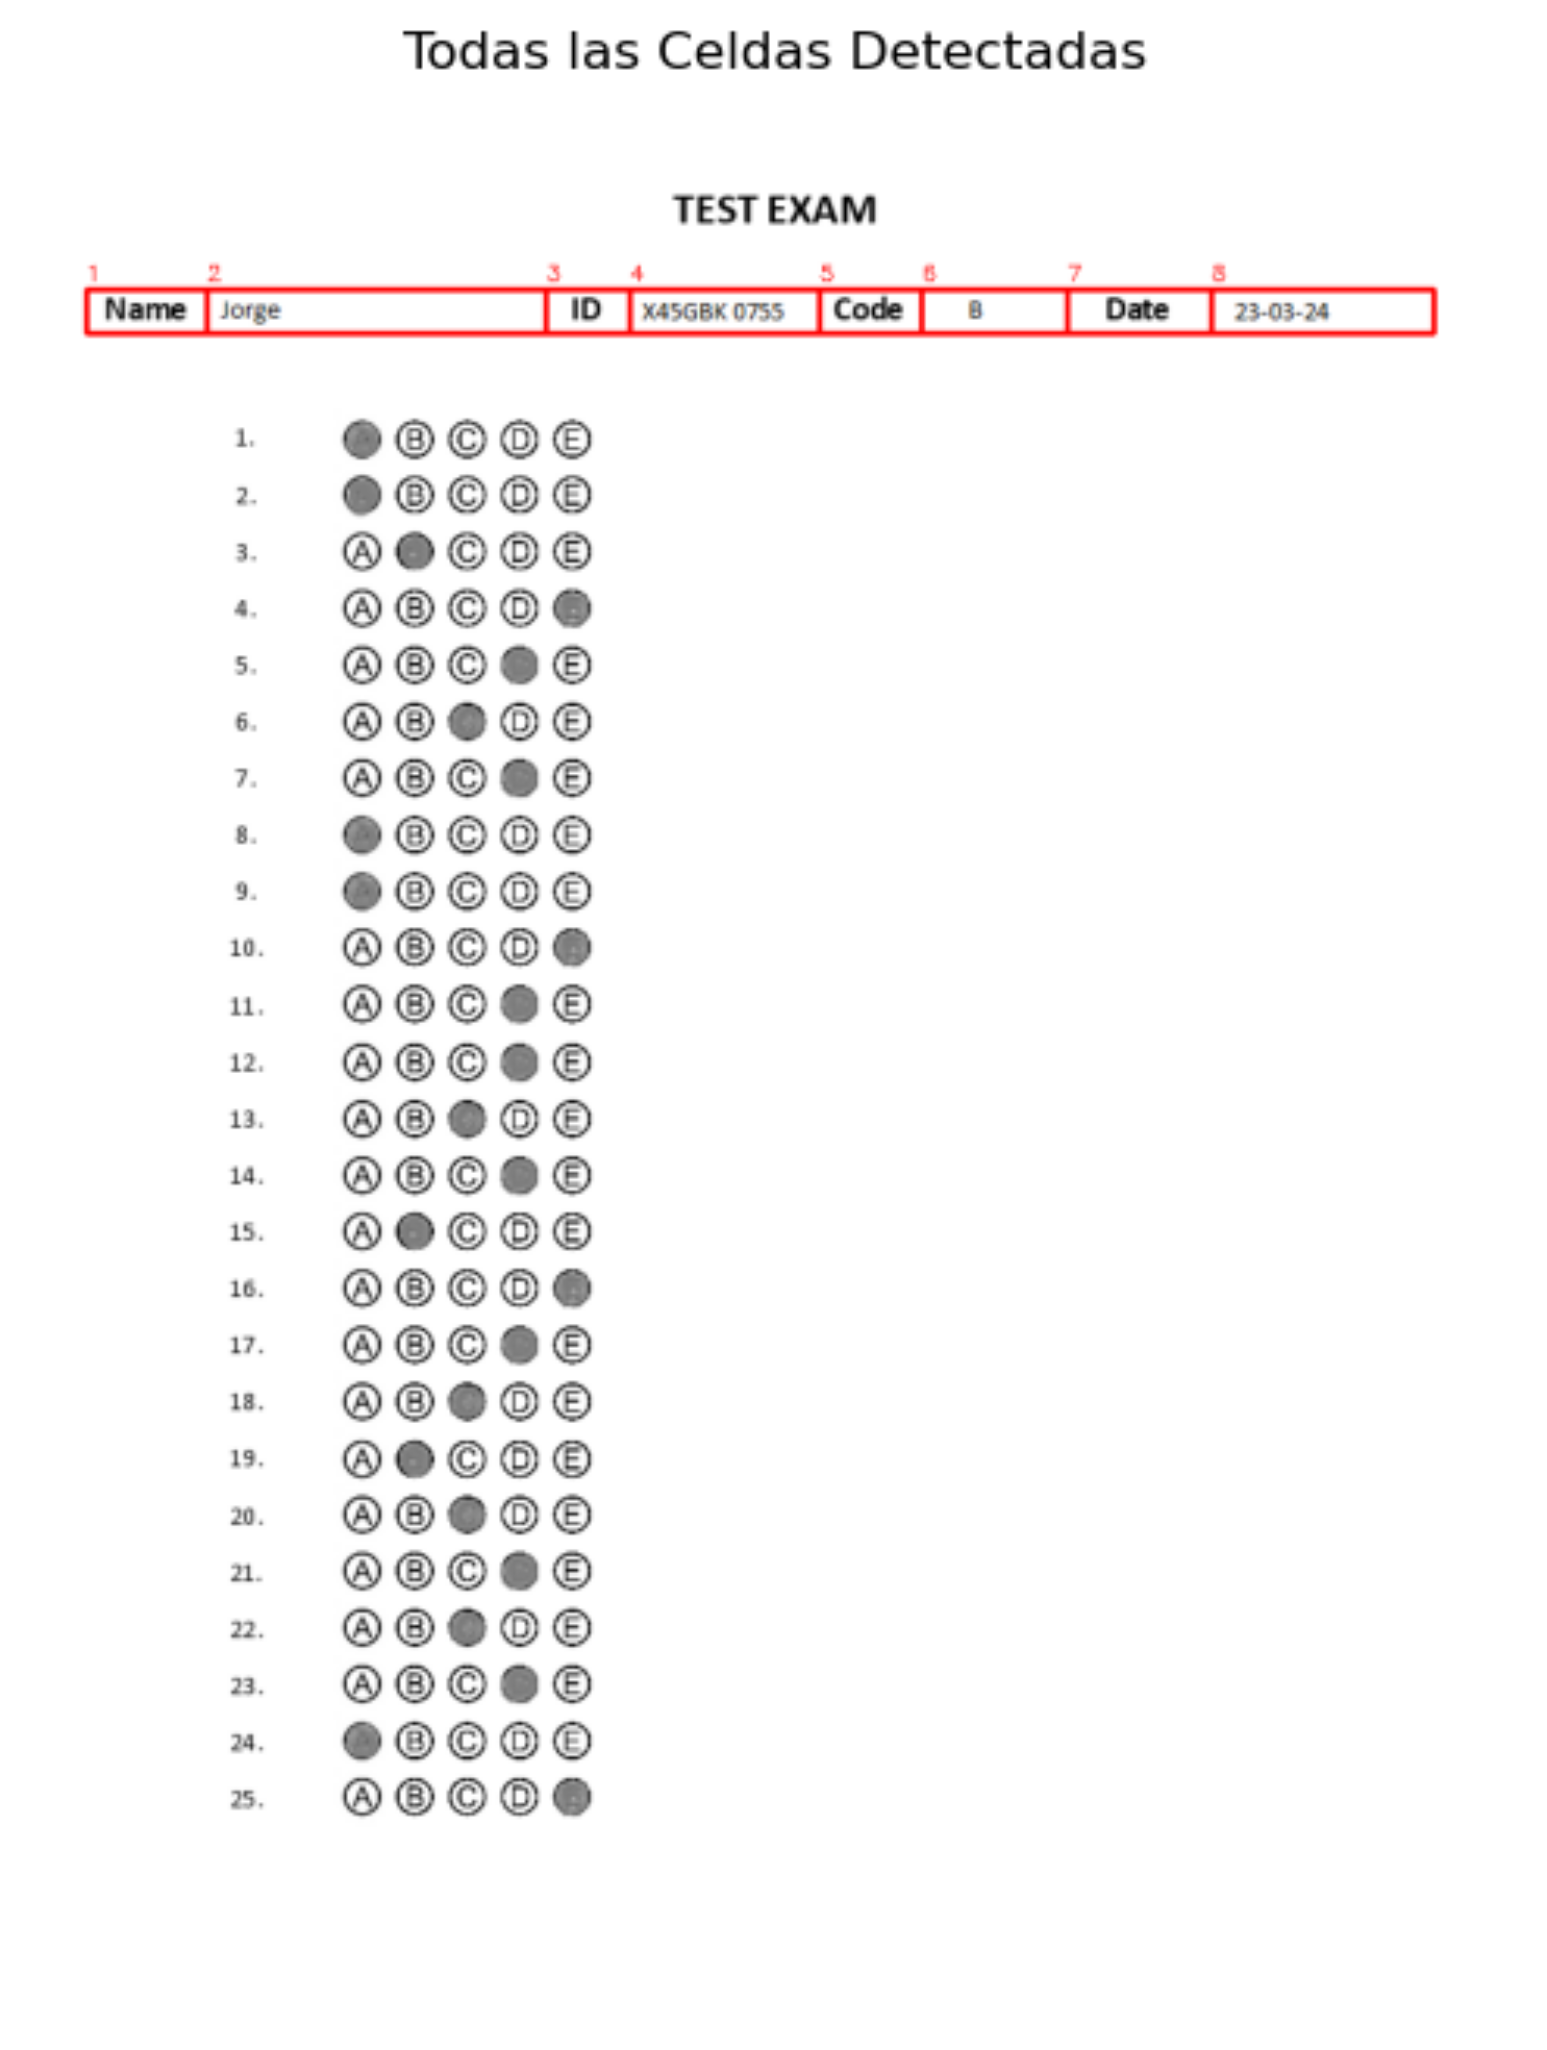 Todas las Celdas Detectadas
TEST EXAM
1 2 3 4 5 6 7 8
Name Jorge ID X45GBK 0755 Code B Date 23-03-24
1. B C D E
2. B C D E
3. A C D E
4. A B C D
5. A B C E
6. A B D E
7. A B C E
8. B C D E
9. B C D E
10. A B C D
11. A B C E
12. A B C E
13. A B D E
14. A B C E
15. A C D E
16. A B C D
17. A B C E
18. A B D E
19. A C D E
20. A B D E
21. A B C E
22. A B D E
23. A B C E
24. B C D E
25. A B C D